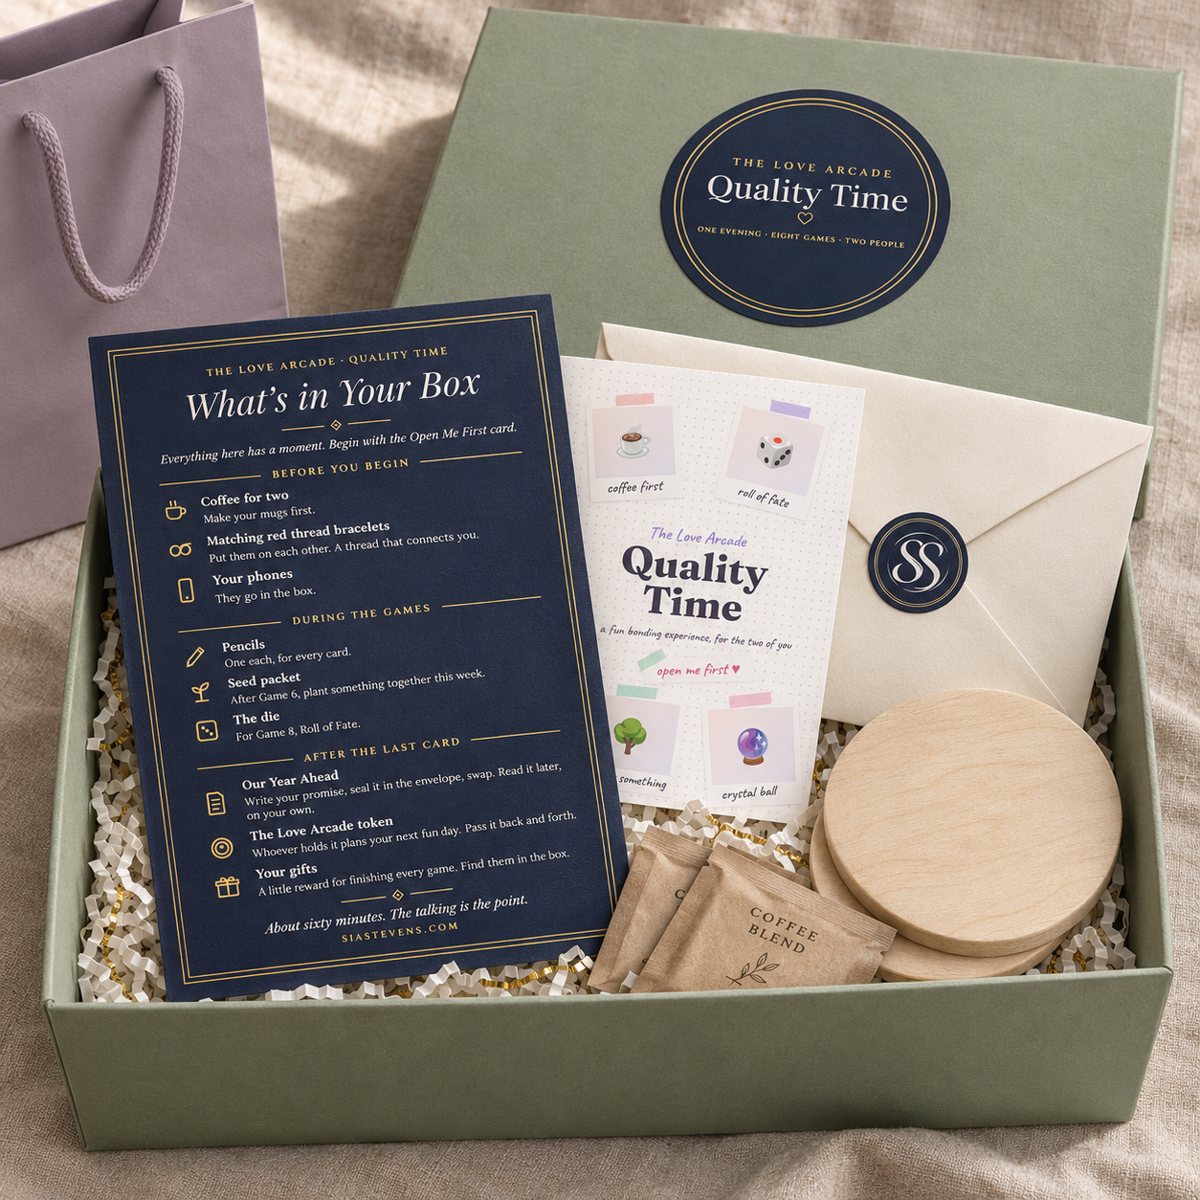 THE LOVE ARCADE
Quality Time
ONE EVENING · EIGHT GAMES · TWO PEOPLE
THE LOVE ARCADE · QUALITY TIME
What's in Your Box
Everything here has a moment. Begin with the Open Me First card.
BEFORE YOU BEGIN
Coffee for two
Make your mugs first.
Matching red thread bracelets
Put them on each other. A thread that connects you.
Your phones
They go in the box.
DURING THE GAMES
Pencils
One each, for every card.
Seed packet
After Game 6, plant something together this week.
The die
For Game 8, Roll of Fate.
AFTER THE LAST CARD
Our Year Ahead
Write your promise, seal it in the envelope, swap. Read it later,
on your own.
The Love Arcade token
Whoever holds it plans your next fun day. Pass it back and forth.
Your gifts
A little reward for finishing every game. Find them in the box.
About sixty minutes. The talking is the point.
SIASTEVENS.COM
coffee first
roll of fate
The Love Arcade
Quality
Time
a fun bonding experience, for the two of you
open me first ♥
something
crystal ball
SS
COFFEE
BLEND